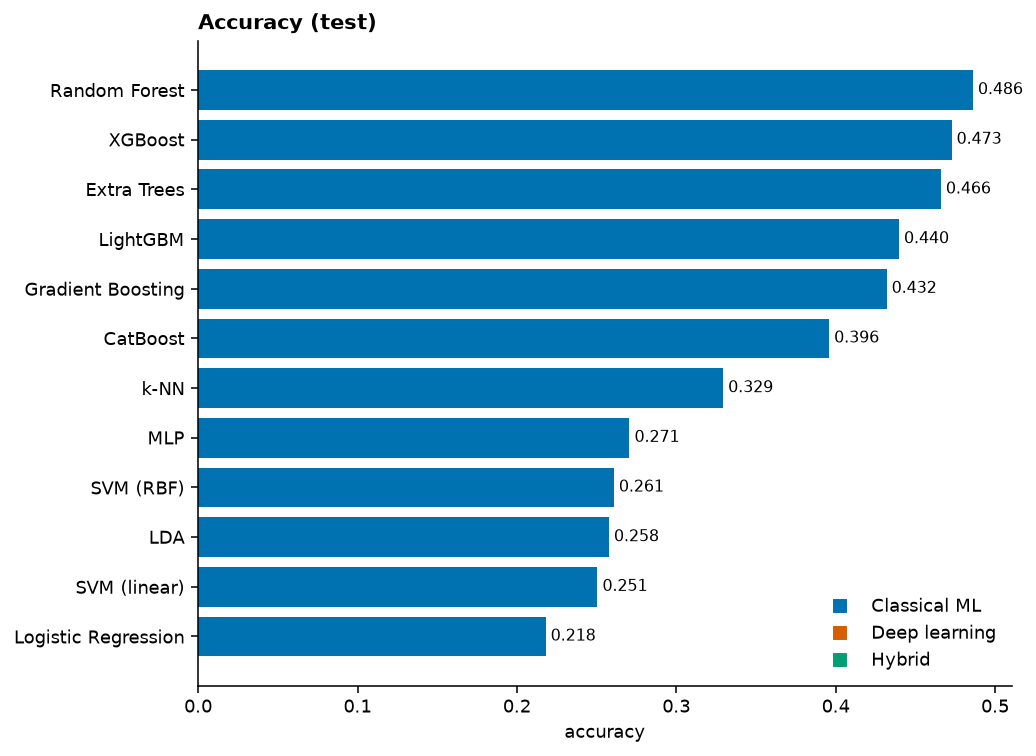 Accuracy (test)
Random Forest 0.486
XGBoost 0.473
Extra Trees 0.466
LightGBM 0.440
Gradient Boosting 0.432
CatBoost 0.396
k-NN 0.329
MLP 0.271
SVM (RBF) 0.261
LDA 0.258
SVM (linear) 0.251
Logistic Regression 0.218
Classical ML
Deep learning
Hybrid
0.0 0.1 0.2 0.3 0.4 0.5
accuracy